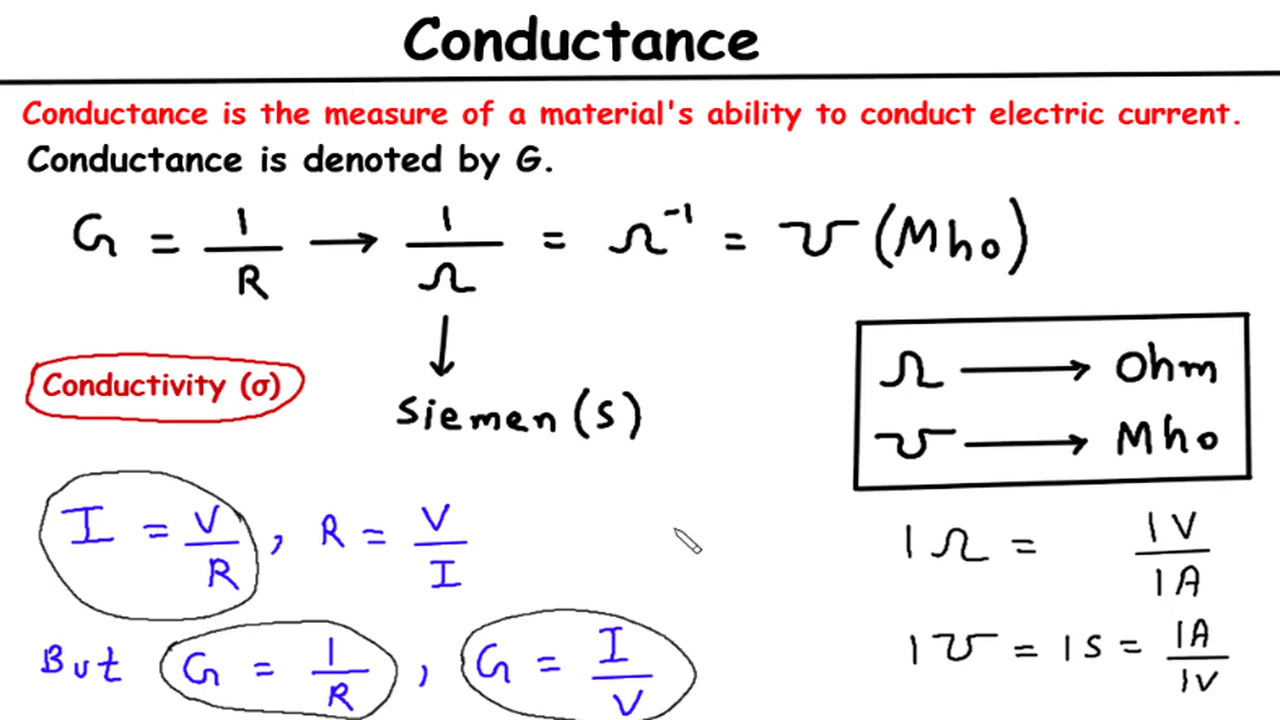 Conductance
Conductance is the measure of a material's ability to conduct electric current.
Conductance is denoted by G.
G = 1/R → 1/Ω = Ω⁻¹ = ℧ (Mho)
↓
Siemen (S)
Conductivity (σ)
Ω → Ohm
℧ → Mho
I = V/R , R = V/I
1 Ω = 1V/1A
But G = 1/R , G = I/V
1 ℧ = 1S = 1A/1V